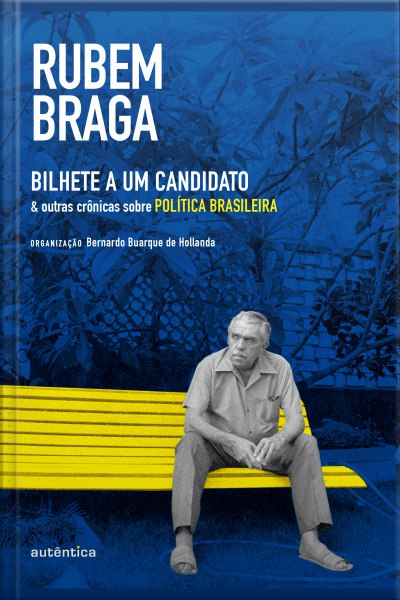 RUBEM
BRAGA
BILHETE A UM CANDIDATO
& outras crônicas sobre POLÍTICA BRASILEIRA
ORGANIZAÇÃO Bernardo Buarque de Hollanda
autêntica